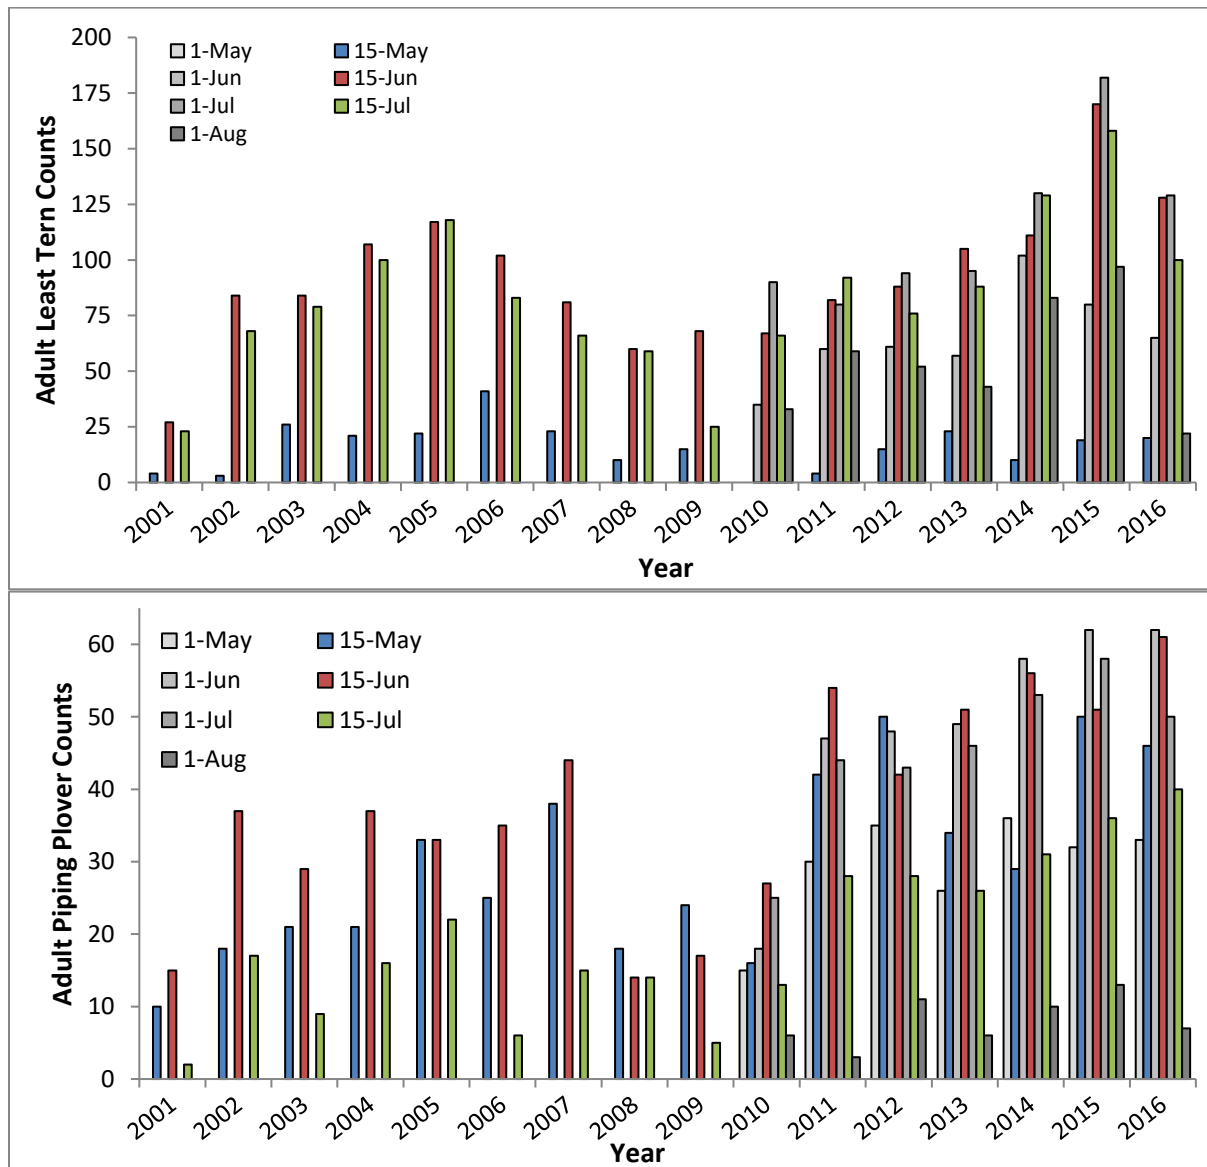 Adult Least Tern Counts
200
175
150
125
100
75
50
25
0
1-May 15-May
1-Jun 15-Jun
1-Jul 15-Jul
1-Aug
2001 2002 2003 2004 2005 2006 2007 2008 2009 2010 2011 2012 2013 2014 2015 2016
Year
Adult Piping Plover Counts
60
50
40
30
20
10
0
1-May 15-May
1-Jun 15-Jun
1-Jul 15-Jul
1-Aug
2001 2002 2003 2004 2005 2006 2007 2008 2009 2010 2011 2012 2013 2014 2015 2016
Year